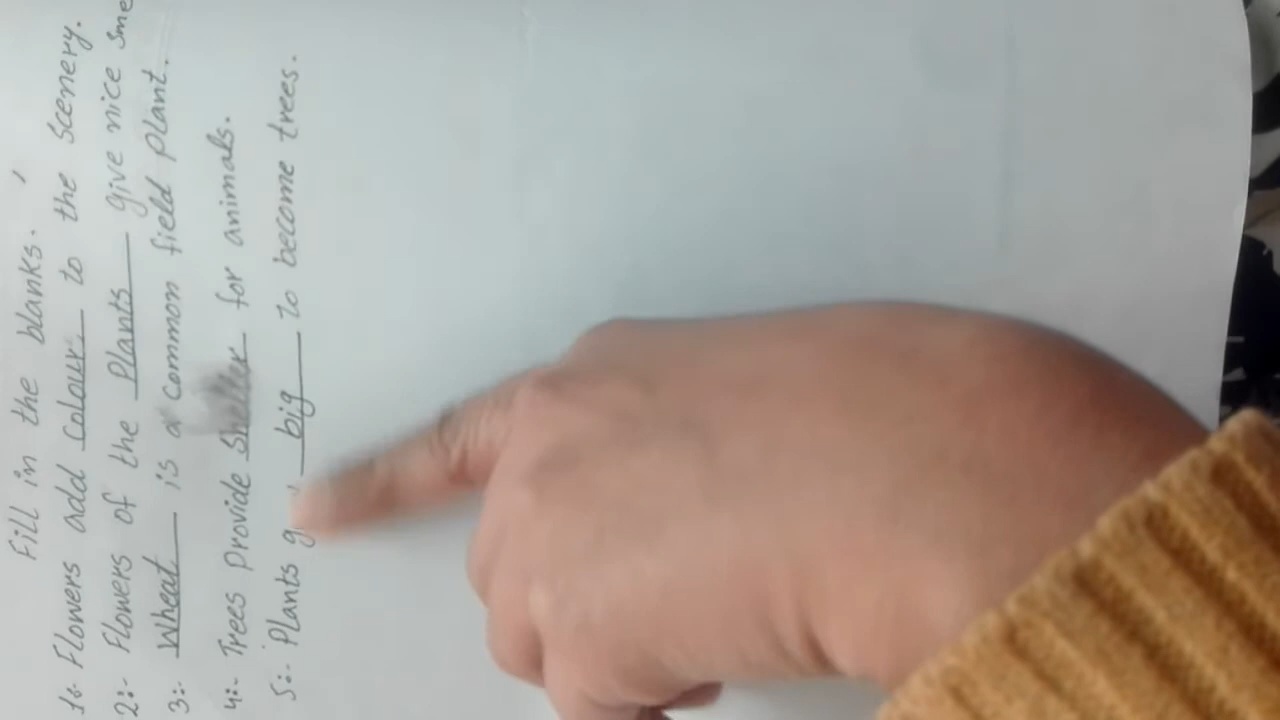 Fill in the blanks.
1:- Flowers add Colour. to the scenery.
2:- Flowers of the Plants give nice
3:- Wheat is a common field plant.
4:- Trees provide Shelter for animals.
5:- Plants big to become trees.